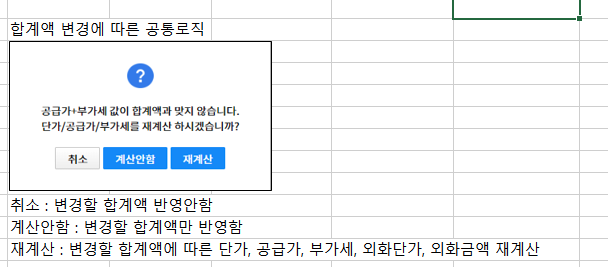 합계액 변경에 따른 공통로직
?
공급가+부가세 값이 합계액과 맞지 않습니다.
단가/공급가/부가세를 재계산 하시겠습니까?
취소 계산안함 재계산
취소 : 변경할 합계액 반영안함
계산안함 : 변경할 합계액만 반영함
재계산 : 변경할 합계액에 따른 단가, 공급가, 부가세, 외화단가, 외화금액 재계산